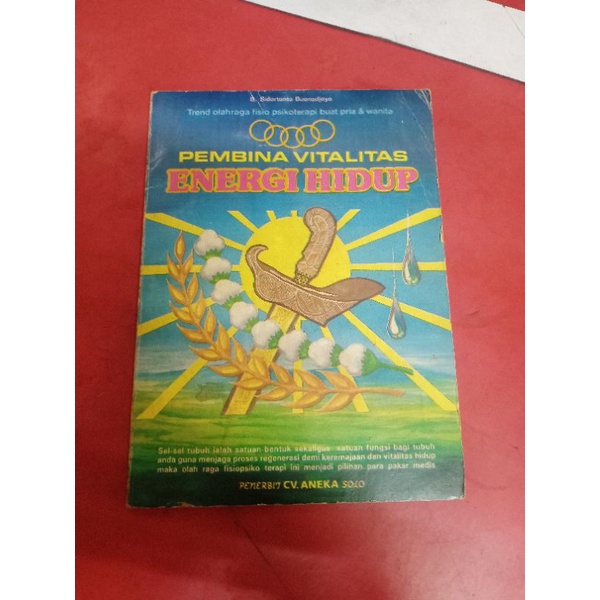 Trend olahraga fisio psikoterapi buat pria & wanita
PEMBINA VITALITAS
ENERGI HIDUP
Sel-sel tubuh ialah satuan bentuk sekaligus satuan fungsi bagi tubuh
anda guna menjaga proses regenerasi demi keremajaan dan vitalitas hidup
maka olah raga fisiopsiko terapi ini menjadi pilihan para pakar medis
PENERBIT CV. ANEKA SOLO